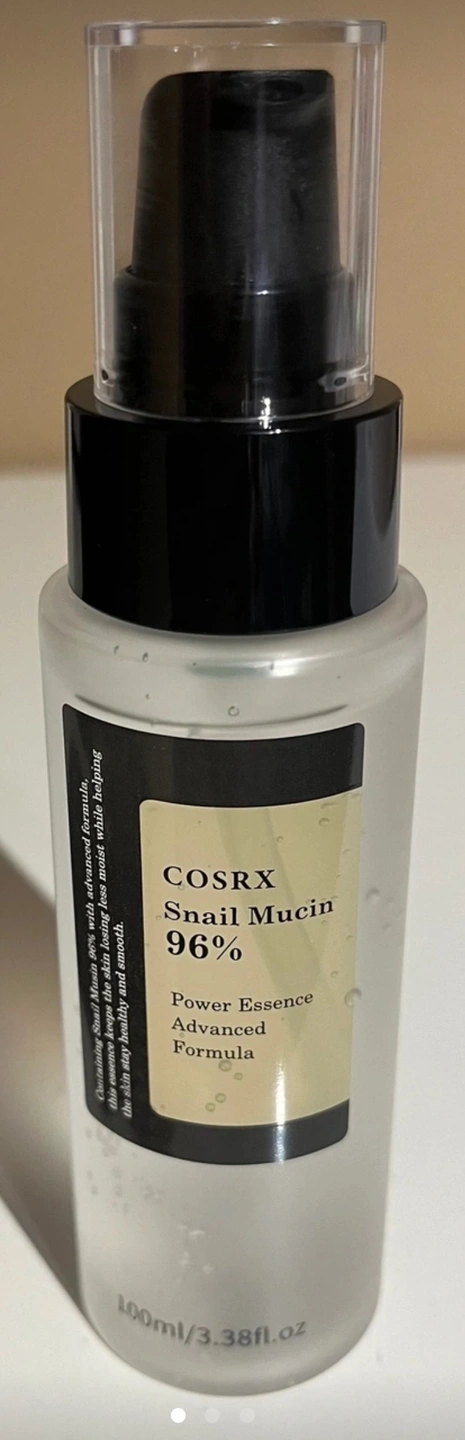 COSRX
Snail Mucin
96%
Power Essence
Advanced
Formula
Containing Snail Musin 96% with advanced formula,
this essence keeps the skin losing less moist while helping
the skin stay healthy and smooth.
100ml/3.38fl.oz